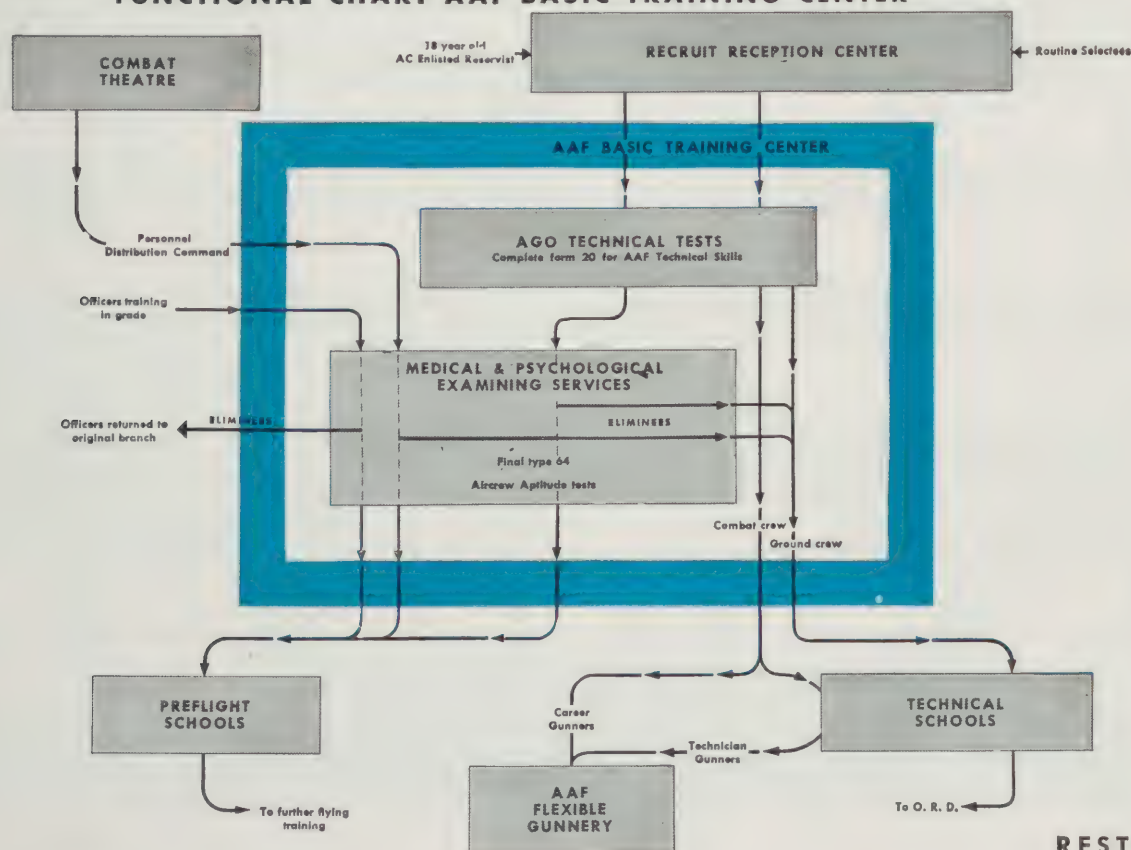 FUNCTIONAL CHART AAF BASIC TRAINING CENTER
COMBAT
THEATRE
18 year old
AC Enlisted Reservist
RECRUIT RECEPTION CENTER
Routine Selectees
AAF BASIC TRAINING CENTER
AGO TECHNICAL TESTS
Complete form 20 for AAF Technical Skills
Personnel
Distribution Command
Officers training
in grade
MEDICAL & PSYCHOLOGICAL
EXAMINING SERVICES
Officers returned to
original branch
ELIMINEES
ELIMINEES
Final type 64
Aircrew Aptitude tests
Combat crew
Ground crew
PREFLIGHT
SCHOOLS
Career
Gunners
TECHNICAL
SCHOOLS
Technician
Gunners
AAF
FLEXIBLE
GUNNERY
To further flying
training
To O. R. D.
REST